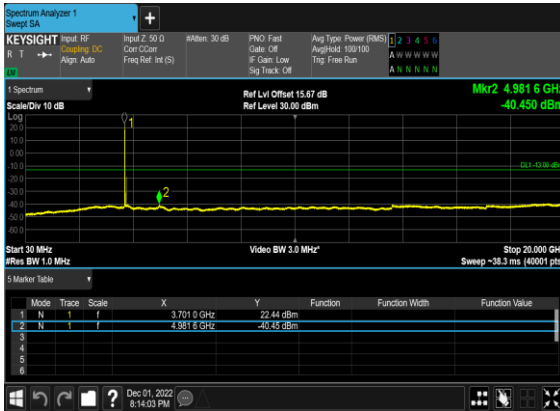 Spectrum Analyzer 1
Swept SA
+
KEYSIGHT Input: RF Input Z: 50 Ω #Atten: 30 dB PNO: Fast Avg Type: Power (RMS) 1 2 3 4 5 6
R T Coupling: DC Corr CCorr Gate: Off Avg|Hold: 100/100 A W W W W W
Align: Auto Freq Ref: Int (S) IF Gain: Low Trig: Free Run
Sig Track: Off A N N N N N
1 Spectrum
Ref Lvl Offset 15.67 dB Mkr2 4.981 6 GHz
Scale/Div 10 dB Ref Level 30.00 dBm -40.450 dBm
Log
20.0
10.0
0.00
-10.0
-20.0
-30.0
-40.0
-50.0
-60.0
1
2
DL1 -13.00 dBm
Start 30 MHz Video BW 3.0 MHz* Stop 20.000 GHz
#Res BW 1.0 MHz Sweep ~38.3 ms (40001 pts)
5 Marker Table
Mode Trace Scale X Y Function Function Width Function Value
1 N 1 f 3.701 0 GHz 22.44 dBm
2 N 1 f 4.981 6 GHz -40.45 dBm
3
4
5
6
? Dec 01, 2022
8:14:03 PM